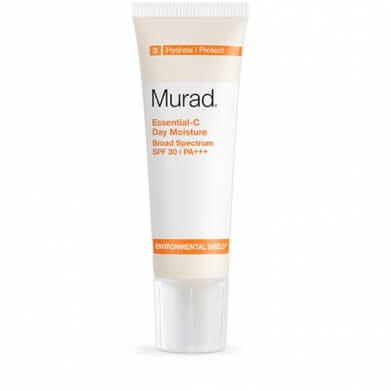 3 Hydrate | Protect
Murad.
Essential-C
Day Moisture
Broad Spectrum
SPF 30 | PA+++
ENVIRONMENTAL SHIELD®